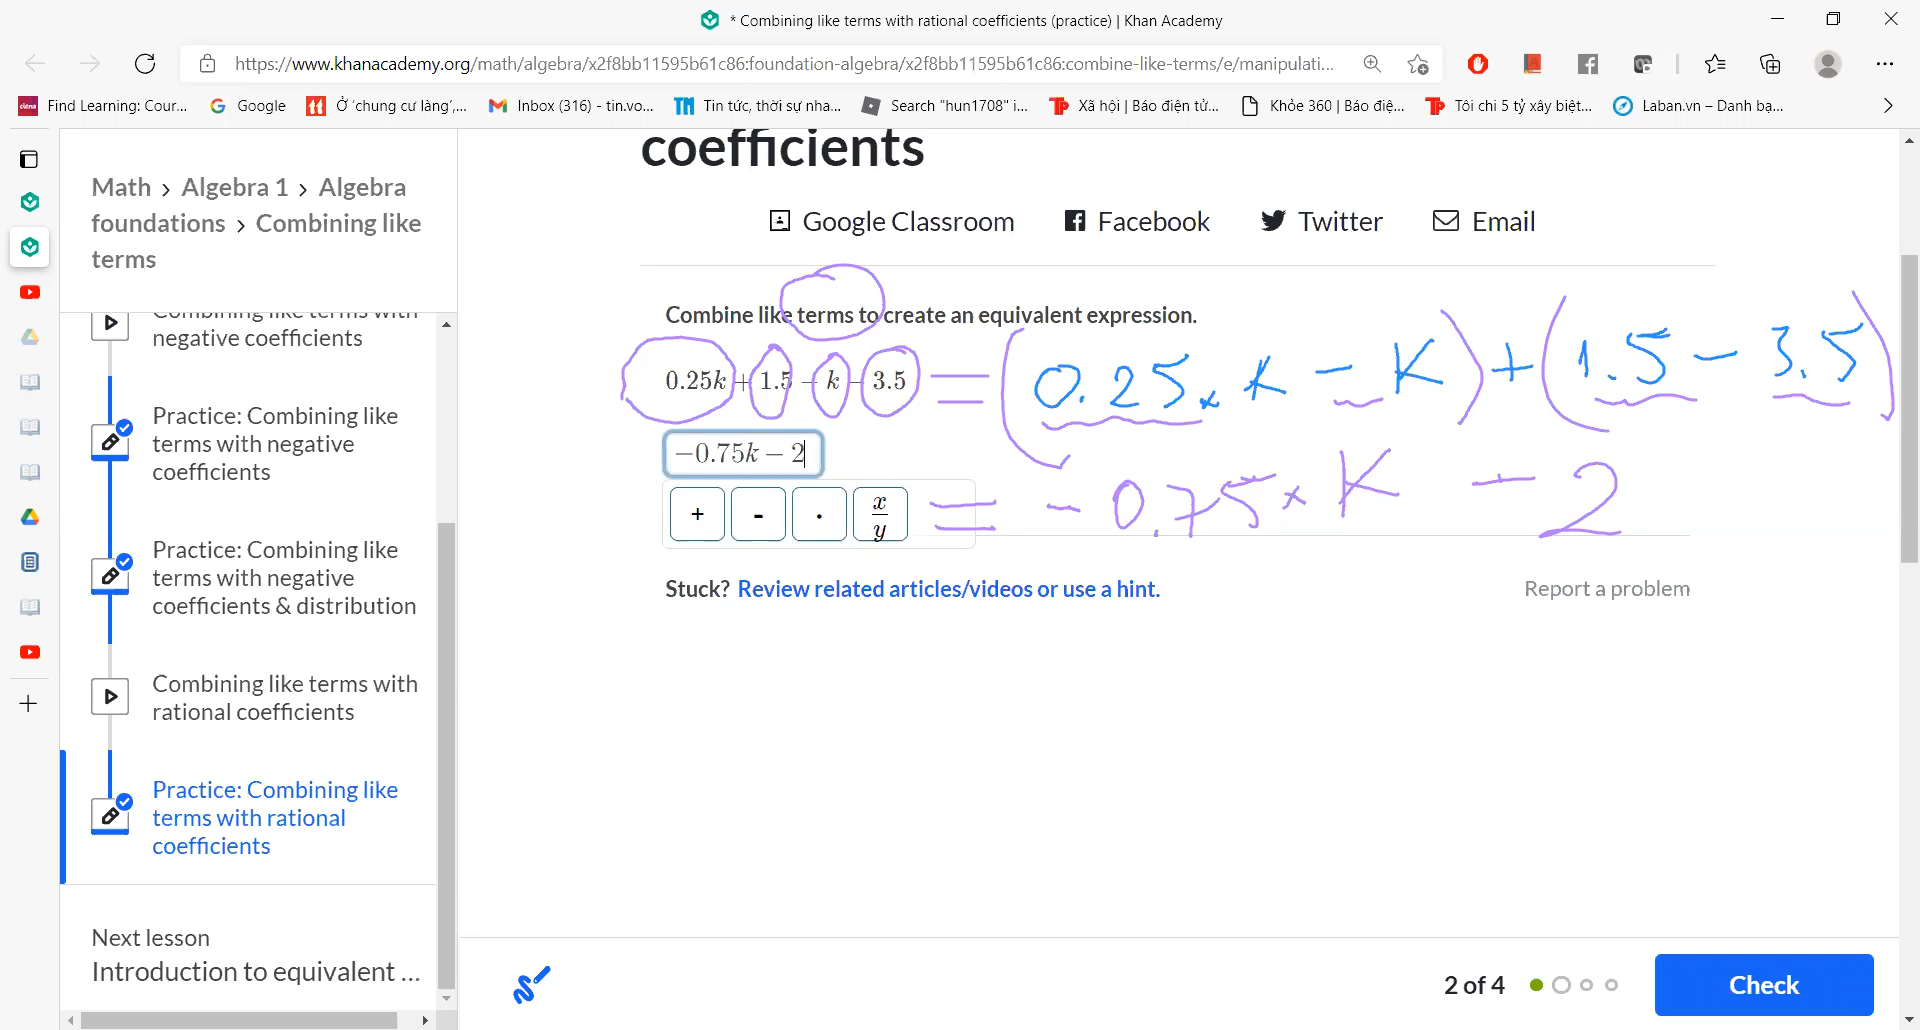 * Combining like terms with rational coefficients (practice) | Khan Academy
https://www.khanacademy.org/math/algebra/x2f8bb11595b61c86:foundation-algebra/x2f8bb11595b61c86:combine-like-terms/e/manipulati...
Find Learning: Cour...
Google
Ở 'chung cư làng',...
Inbox (316) - tin.vo...
Tin tức, thời sự nha...
Search "hun1708" i...
Xã hội | Báo điện tử...
Khỏe 360 | Báo điệ...
Tôi chi 5 tỷ xây biệt...
Laban.vn – Danh bạ...
Math › Algebra 1 › Algebra
foundations › Combining like
terms
Combining like terms with
negative coefficients
Practice: Combining like
terms with negative
coefficients
Practice: Combining like
terms with negative
coefficients & distribution
Combining like terms with
rational coefficients
Practice: Combining like
terms with rational
coefficients
Next lesson
Introduction to equivalent ...
coefficients
Google Classroom
Facebook
Twitter
Email
Combine like terms to create an equivalent expression.
0.25k + 1.5 − k − 3.5 = (0.25 × K − K) + (1.5 − 3.5)
−0.75k − 2
+ - · x/y
= − 0.75 × K − 2
Stuck? Review related articles/videos or use a hint.
Report a problem
2 of 4
Check